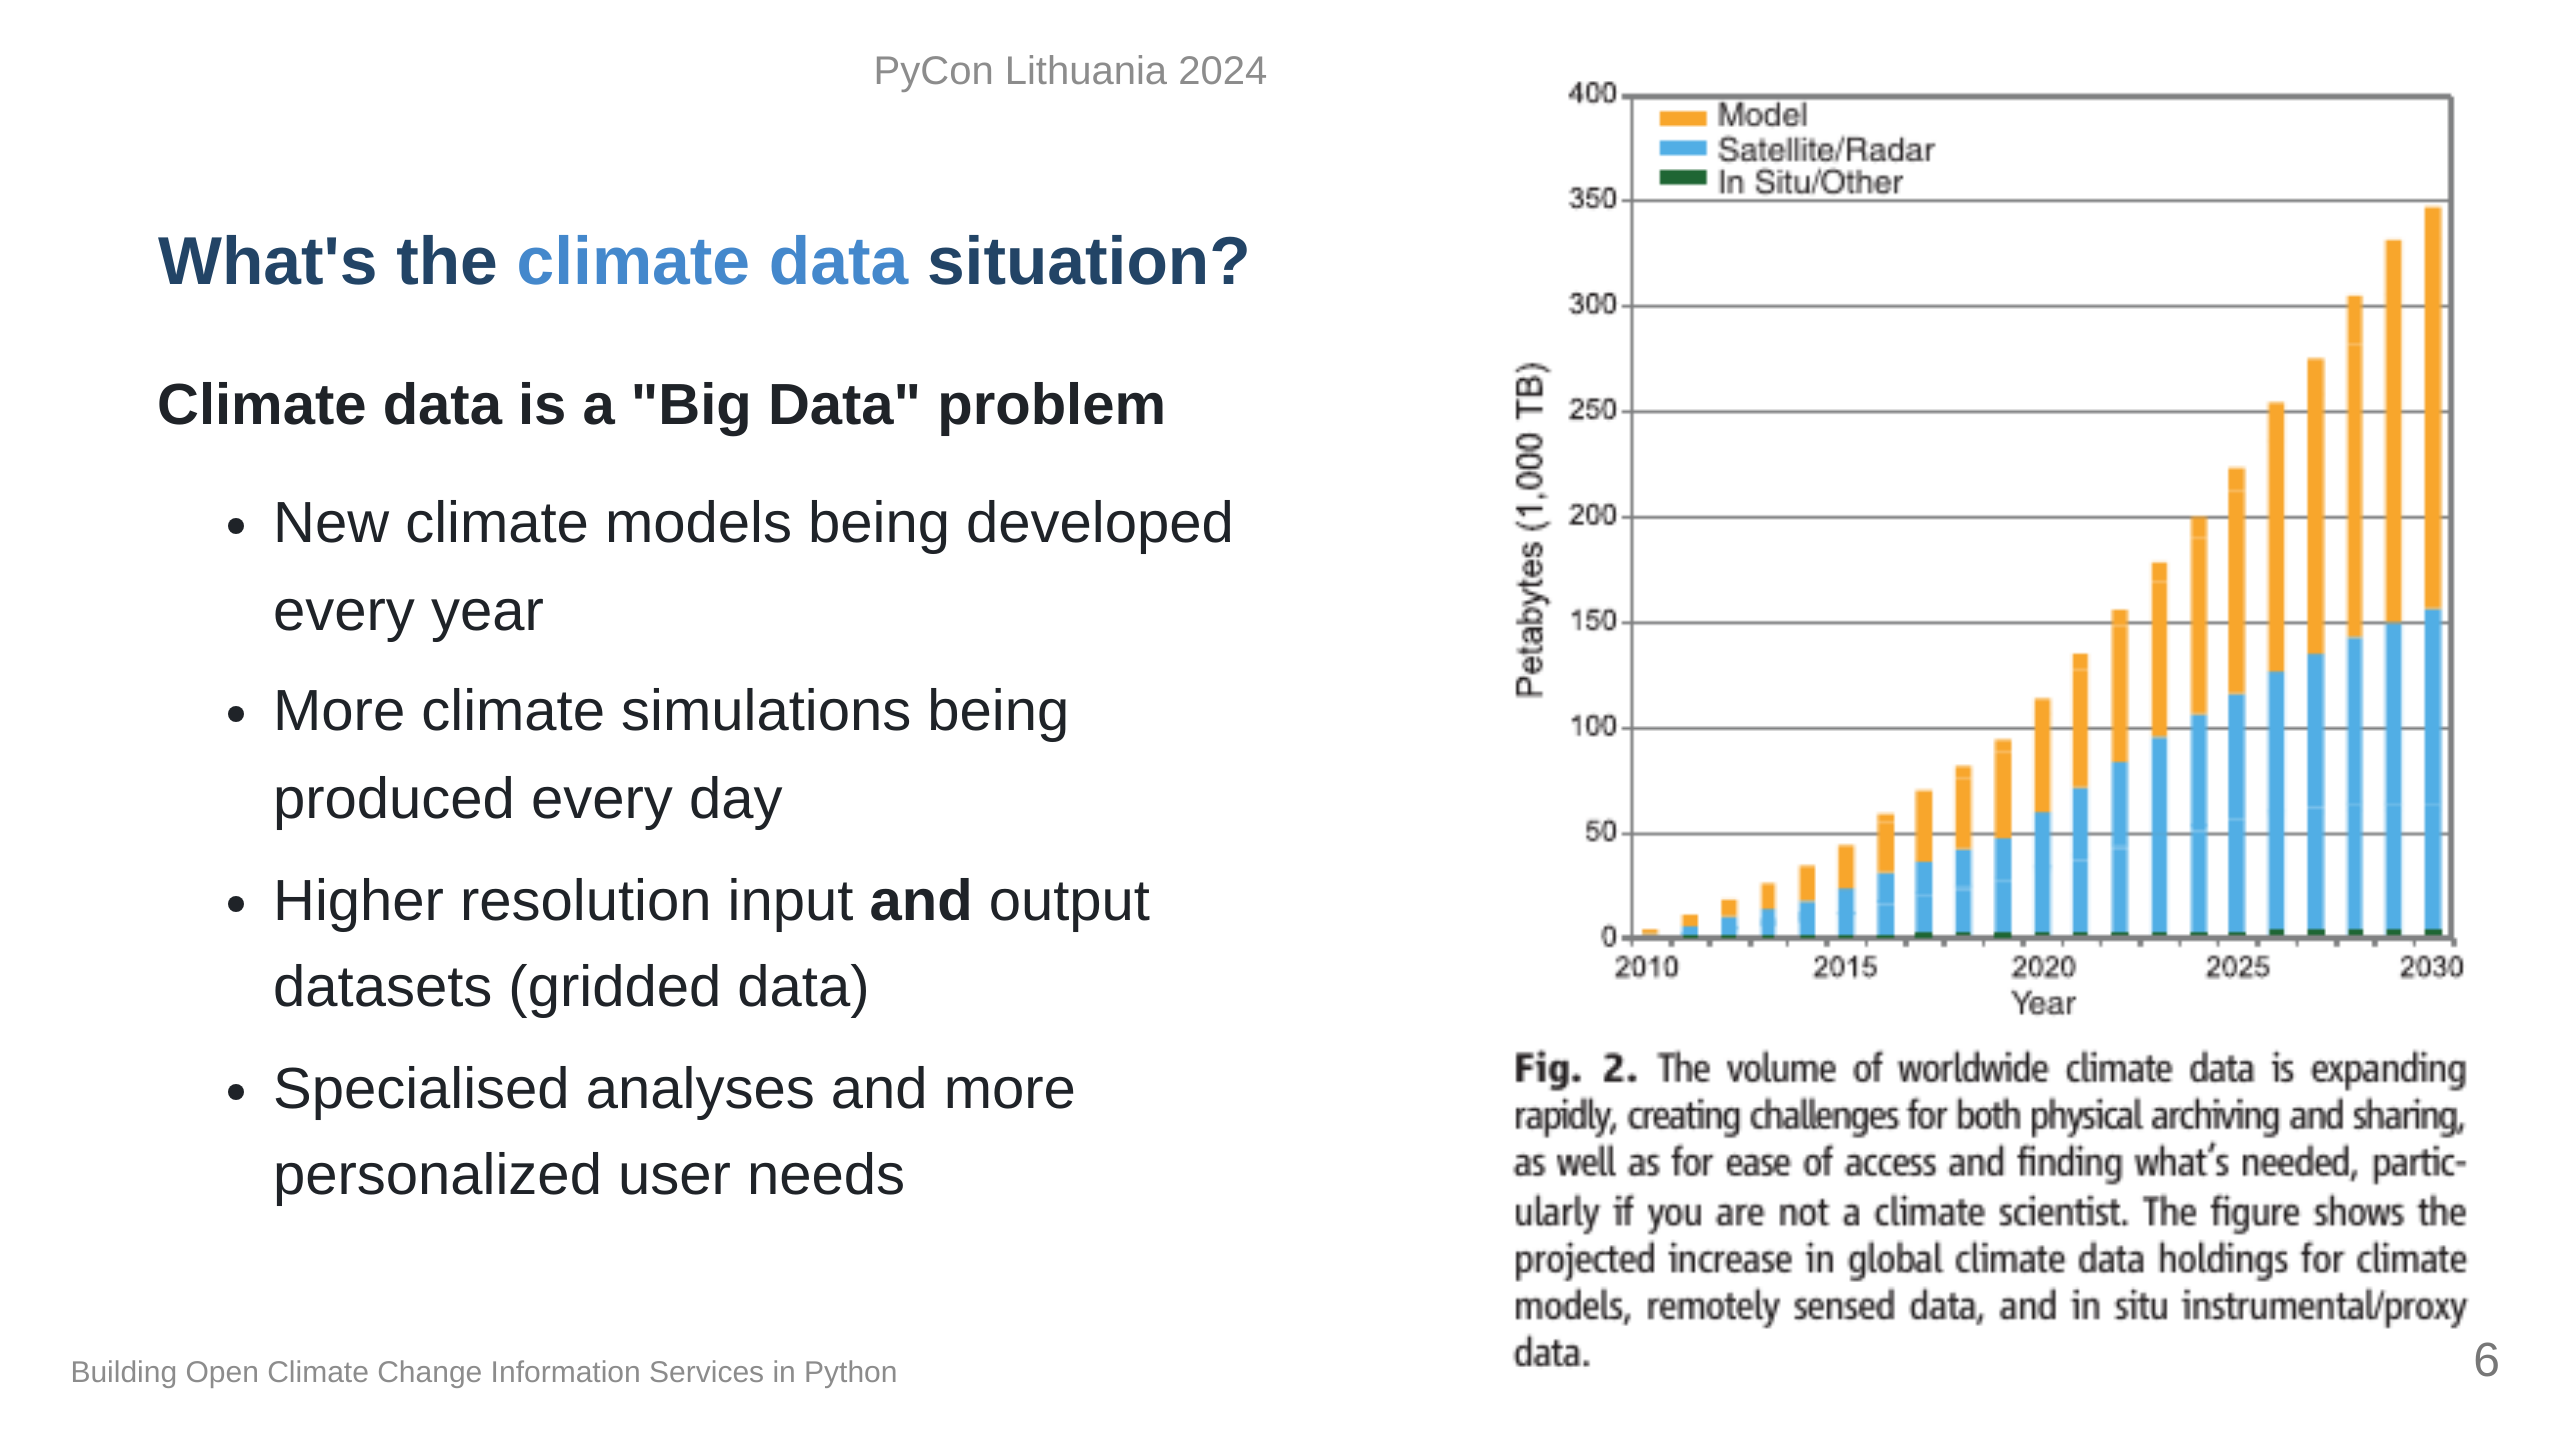 PyCon Lithuania 2024
What's the climate data situation?
Climate data is a "Big Data" problem
• New climate models being developed
every year
• More climate simulations being
produced every day
• Higher resolution input and output
datasets (gridded data)
• Specialised analyses and more
personalized user needs
Building Open Climate Change Information Services in Python
400
350
300
250
200
150
100
50
0
Petabytes (1,000 TB)
Model
Satellite/Radar
In Situ/Other
2010 2015 2020 2025 2030
Year
Fig. 2. The volume of worldwide climate data is expanding
rapidly, creating challenges for both physical archiving and sharing,
as well as for ease of access and finding what's needed, partic-
ularly if you are not a climate scientist. The figure shows the
projected increase in global climate data holdings for climate
models, remotely sensed data, and in situ instrumental/proxy
data.
6